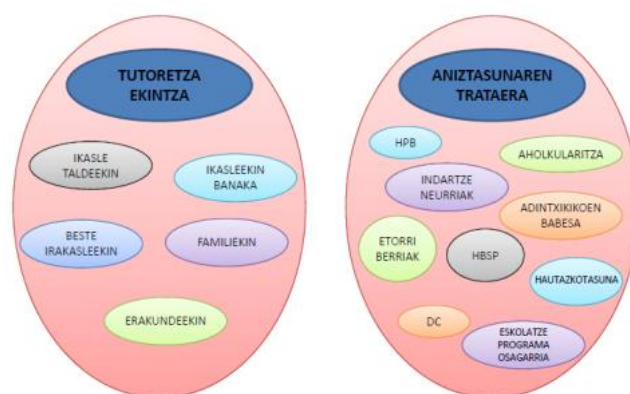 TUTORETZA
EKINTZA
IKASLE
TALDEEKIN
IKASLEEKIN
BANAKA
BESTE
IRAKASLEEKIN
FAMILIEKIN
ERAKUNDEEKIN
ANIZTASUNAREN
TRATAERA
HPB
AHOLKULARITZA
INDARTZE
NEURRIAK
ADINTXIKIKOEN
BABESA
ETORRI
BERRIAK
HBSP
HAUTAZKOTASUNA
DC
ESKOLATZE
PROGRAMA
OSAGARRIA